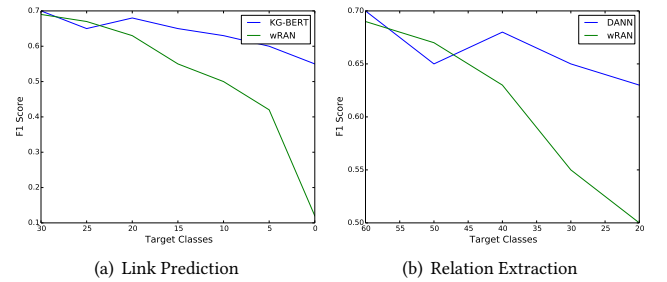 0.7
0.6
0.5
0.4
0.3
0.2
0.1
F1 Score
30 25 20 15 10 5 0
Target Classes
KG-BERT
wRAN
(a) Link Prediction
0.70
0.65
0.60
0.55
0.50
F1 Score
60 55 50 45 40 35 30 25 20
Target Classes
DANN
wRAN
(b) Relation Extraction